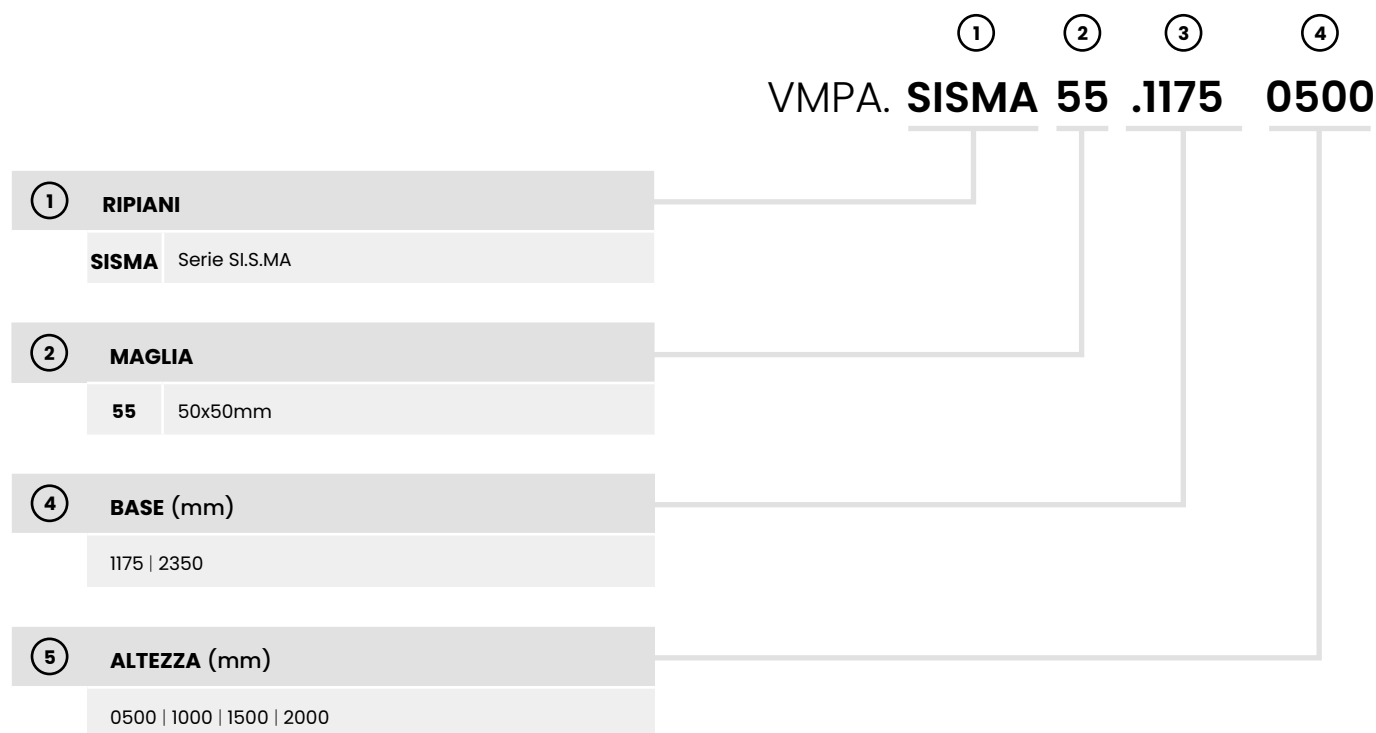 1 2 3 4
VMPA. SISMA 55 .1175 0500
1 RIPIANI
SISMA Serie SI.S.MA
2 MAGLIA
55 50x50mm
4 BASE (mm)
1175 | 2350
5 ALTEZZA (mm)
0500 | 1000 | 1500 | 2000